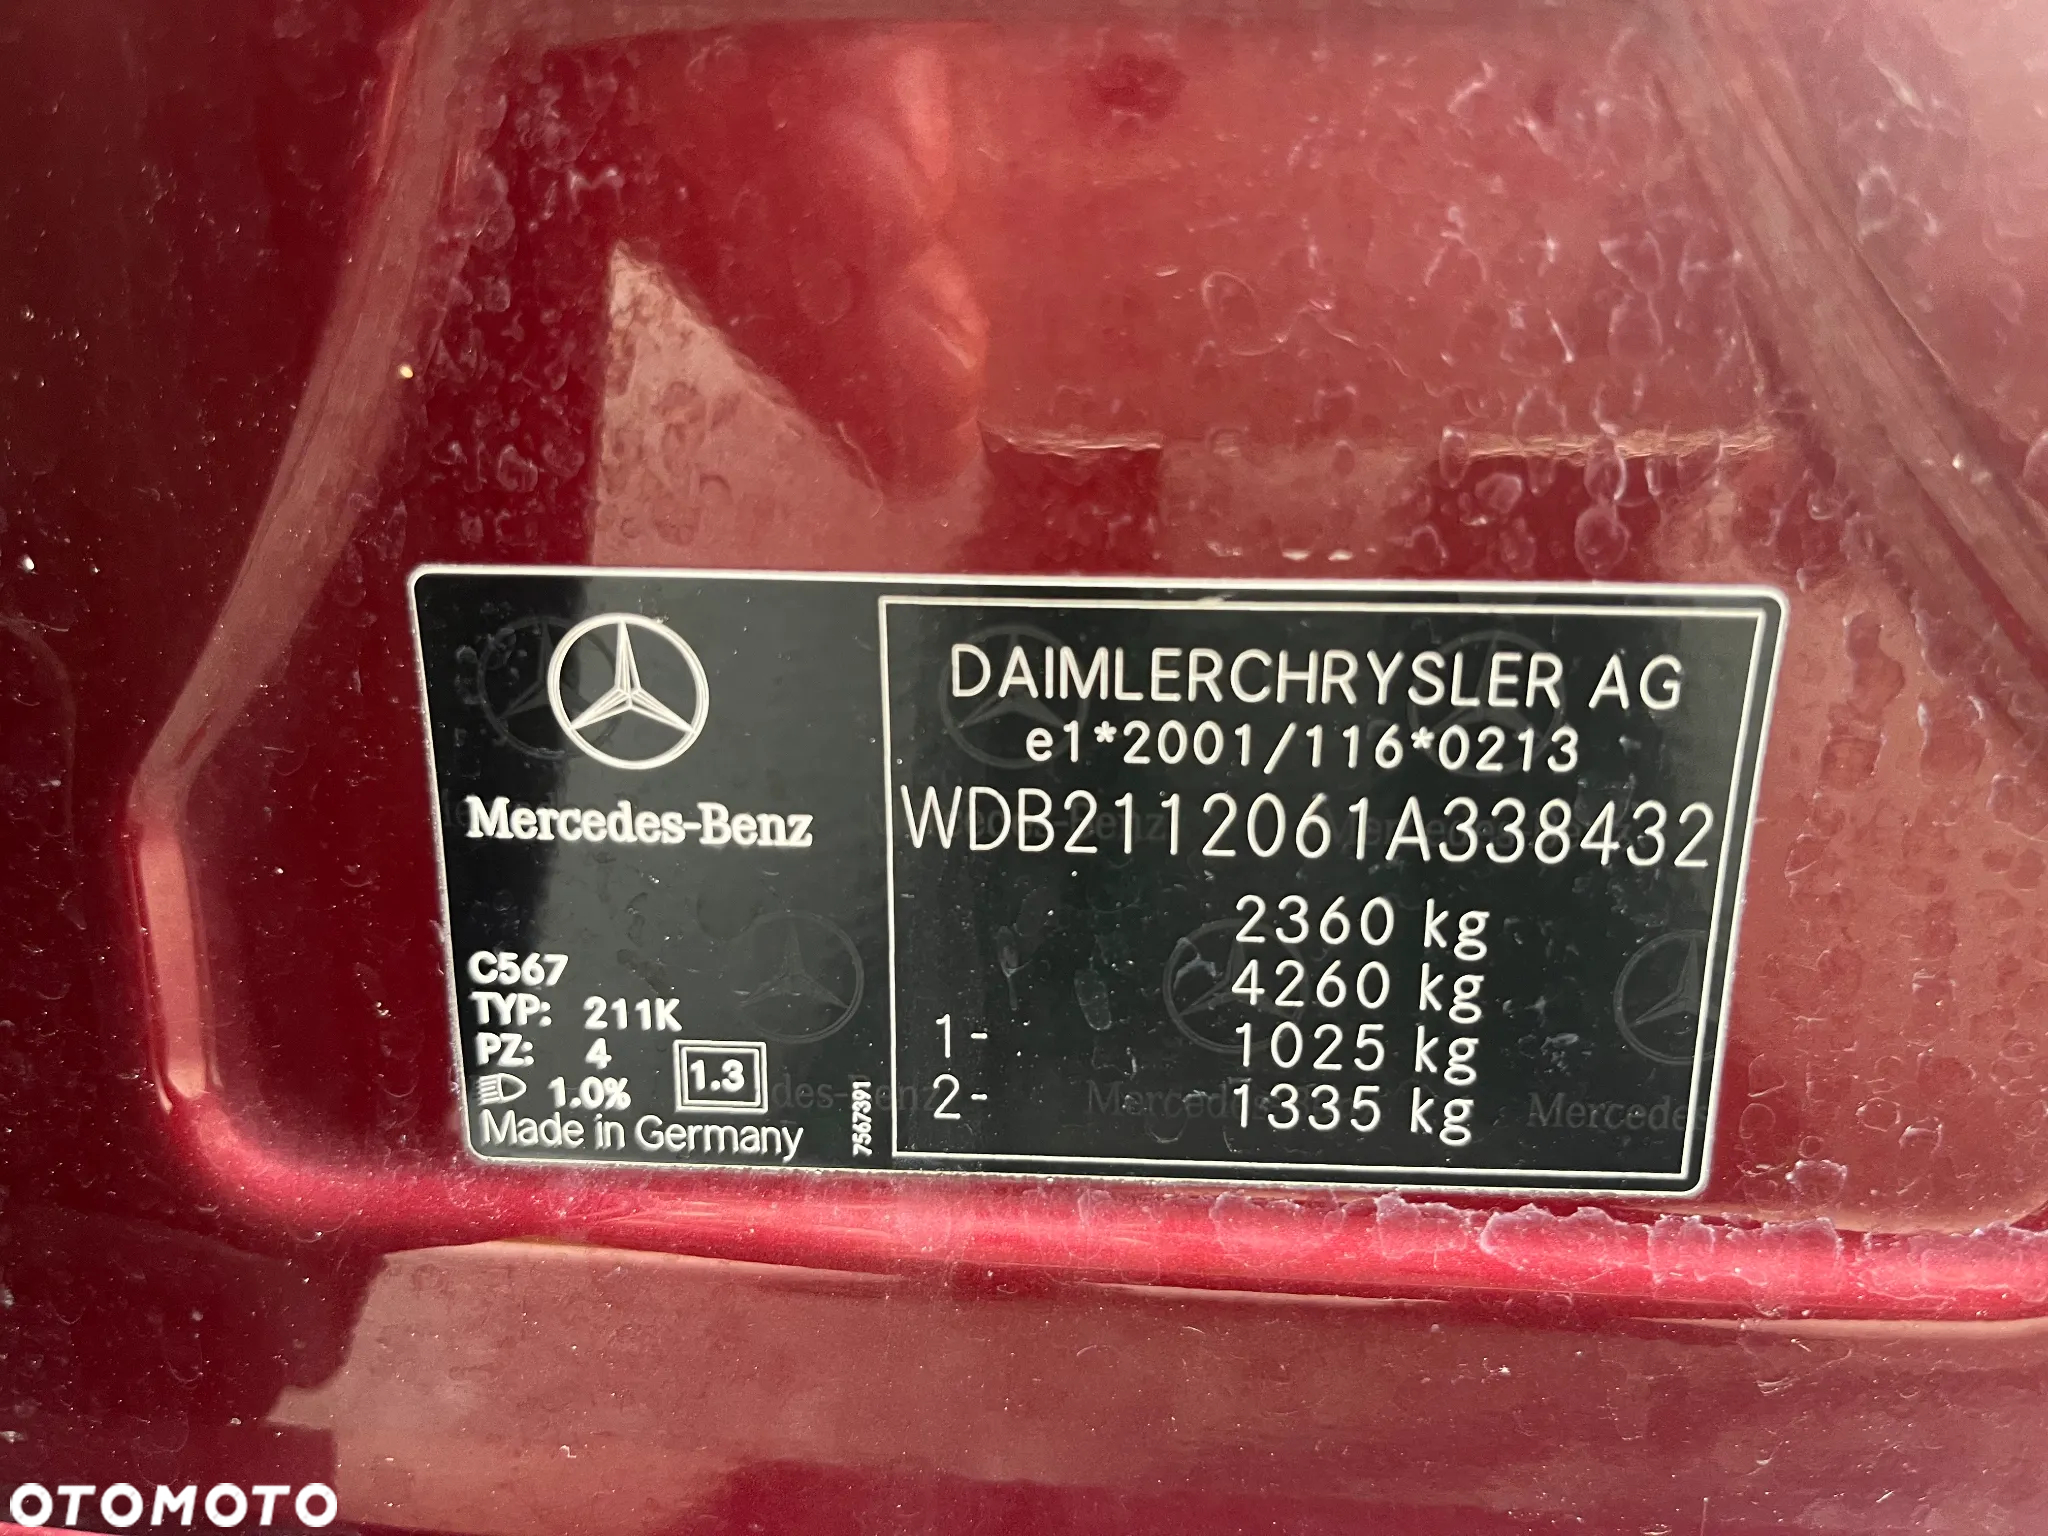 Mercedes-Benz
C567
TYP: 211K
PZ: 4
1.0% 1.3
Made in Germany
7567391
DAIMLERCHRYSLER AG
e1*2001/116*0213
WDB2112061A338432
2360 kg
4260 kg
1- 1025 kg
2- 1335 kg
OTOMOTO